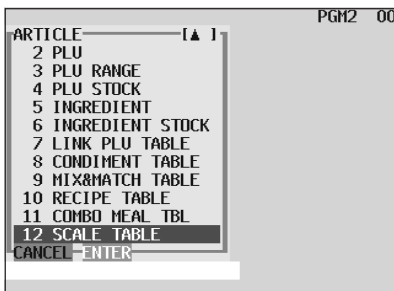 PGM2 00
ARTICLE [▲ ]
2 PLU
3 PLU RANGE
4 PLU STOCK
5 INGREDIENT
6 INGREDIENT STOCK
7 LINK PLU TABLE
8 CONDIMENT TABLE
9 MIX&MATCH TABLE
10 RECIPE TABLE
11 COMBO MEAL TBL
12 SCALE TABLE
CANCEL ENTER